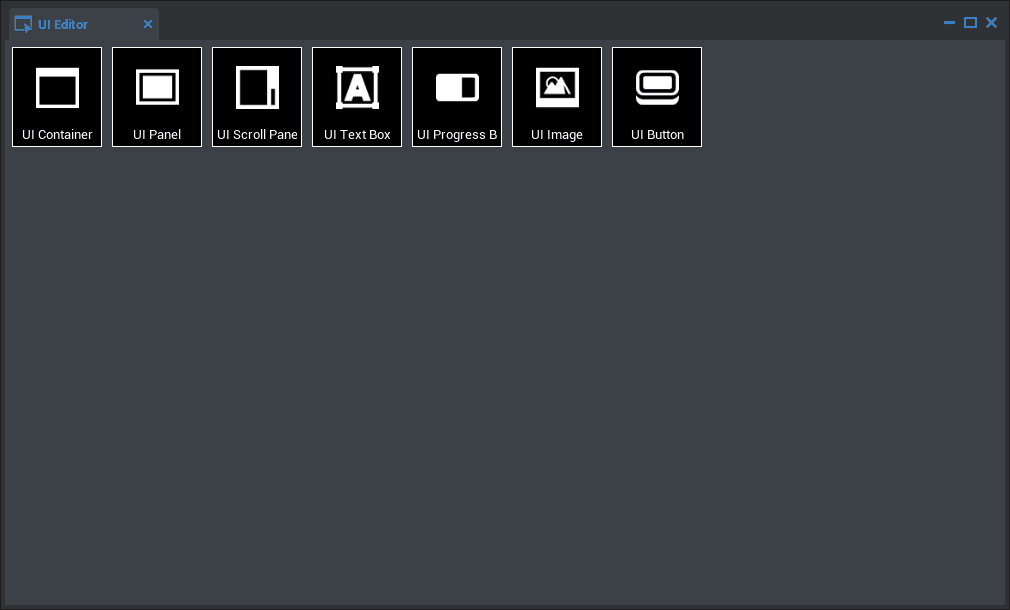 UI Editor
UI Container
UI Panel
UI Scroll Pane
UI Text Box
UI Progress B
UI Image
UI Button